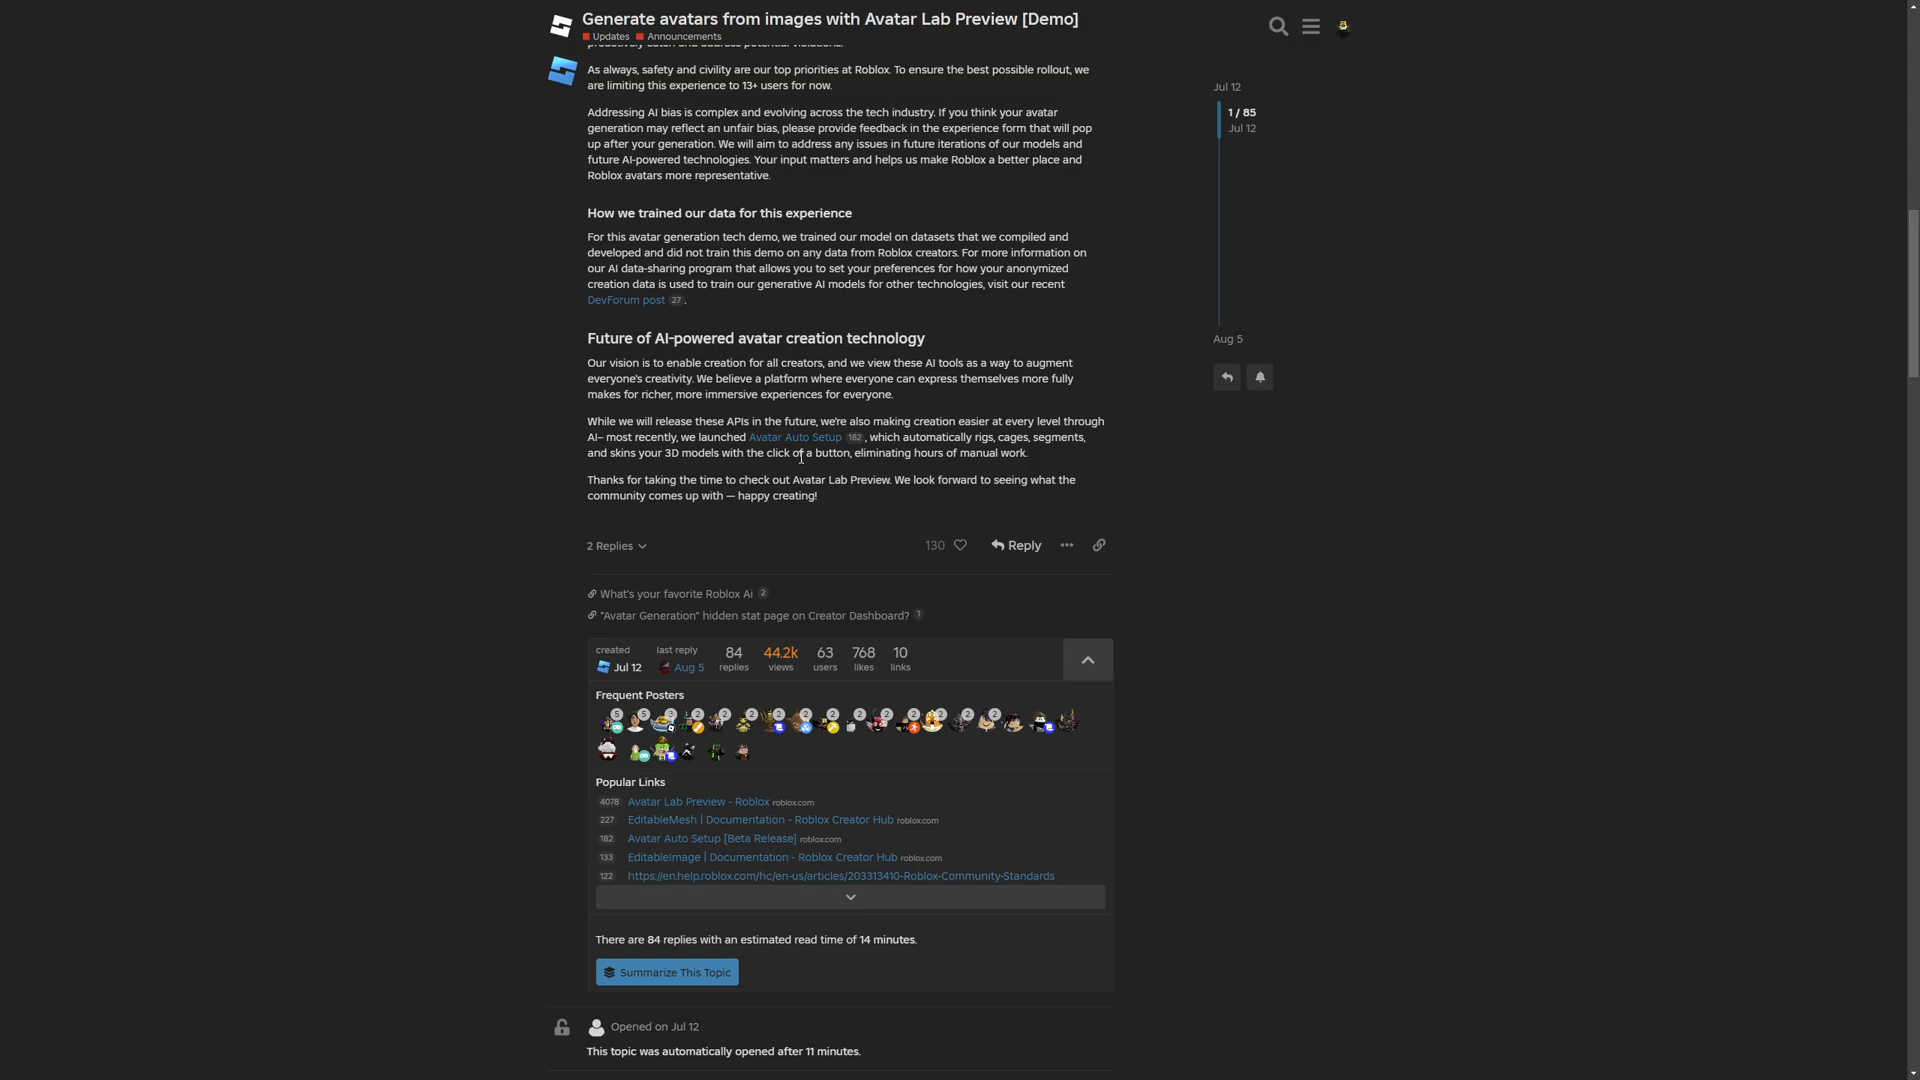 Generate avatars from images with Avatar Lab Preview [Demo]
Updates Announcements
proactively catch and address potential violations.
As always, safety and civility are our top priorities at Roblox. To ensure the best possible rollout, we
are limiting this experience to 13+ users for now.
Addressing AI bias is complex and evolving across the tech industry. If you think your avatar
generation may reflect an unfair bias, please provide feedback in the experience form that will pop
up after your generation. We will aim to address any issues in future iterations of our models and
future AI-powered technologies. Your input matters and helps us make Roblox a better place and
Roblox avatars more representative.
How we trained our data for this experience
For this avatar generation tech demo, we trained our model on datasets that we compiled and
developed and did not train this demo on any data from Roblox creators. For more information on
our AI data-sharing program that allows you to set your preferences for how your anonymized
creation data is used to train our generative AI models for other technologies, visit our recent
DevForum post 27 .
Future of AI-powered avatar creation technology
Our vision is to enable creation for all creators, and we view these AI tools as a way to augment
everyone's creativity. We believe a platform where everyone can express themselves more fully
makes for richer, more immersive experiences for everyone.
While we will release these APIs in the future, we're also making creation easier at every level through
AI– most recently, we launched Avatar Auto Setup 182 , which automatically rigs, cages, segments,
and skins your 3D models with the click of a button, eliminating hours of manual work.
Thanks for taking the time to check out Avatar Lab Preview. We look forward to seeing what the
community comes up with — happy creating!
2 Replies
130
Reply
What's your favorite Roblox Ai 2
"Avatar Generation" hidden stat page on Creator Dashboard? 1
created last reply 84 44.2k 63 768 10
Jul 12 Aug 5 replies views users likes links
Frequent Posters
5 5 3 2 2 2 2 2 2 2 2 2 2 2 2
Popular Links
4078 Avatar Lab Preview - Roblox roblox.com
227 EditableMesh | Documentation - Roblox Creator Hub roblox.com
182 Avatar Auto Setup [Beta Release] roblox.com
133 EditableImage | Documentation - Roblox Creator Hub roblox.com
122 https://en.help.roblox.com/hc/en-us/articles/203313410-Roblox-Community-Standards
There are 84 replies with an estimated read time of 14 minutes.
Summarize This Topic
Opened on Jul 12
This topic was automatically opened after 11 minutes.
Jul 12
1 / 85
Jul 12
Aug 5